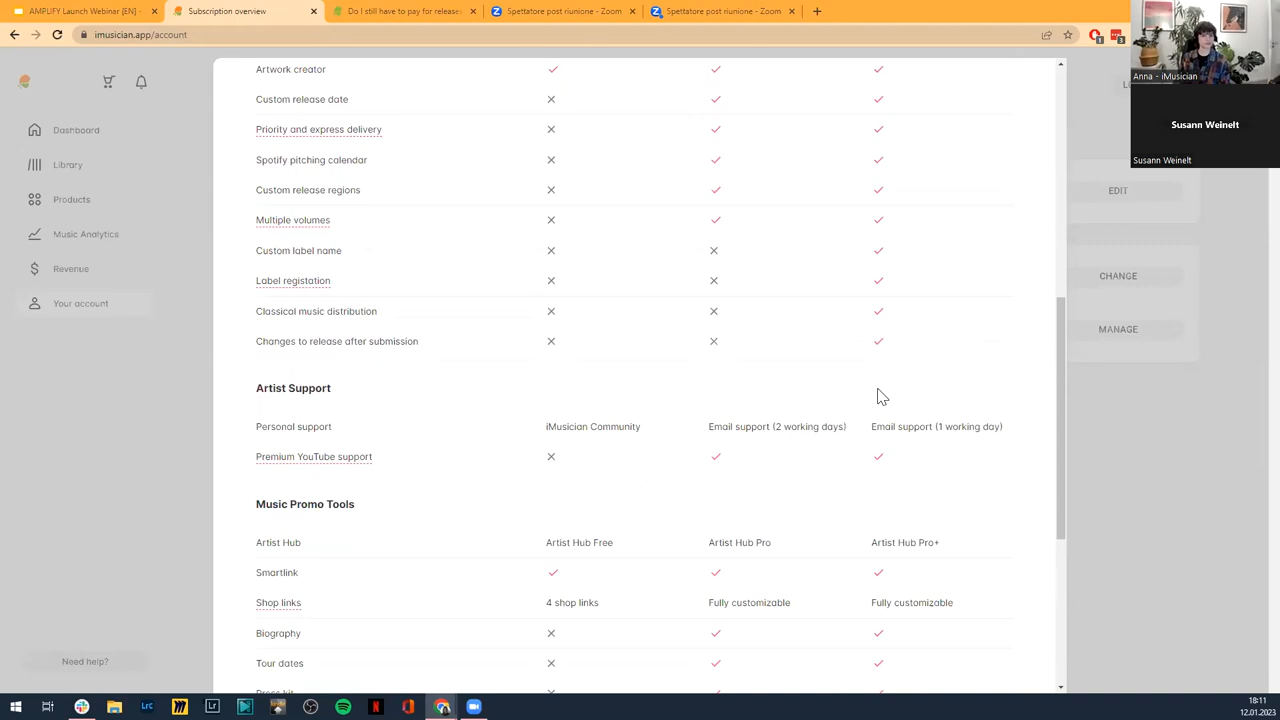 AMPLIFY Launch Webinar [EN]
Subscription overview
Do I still have to pay for release
Spettatore post riunione - Zoom
Spettatore post riunione - Zoom
imusician.app/account
Anna - iMusician
Susann Weinelt
Susann Weinelt
Dashboard
Library
Products
Music Analytics
Revenue
Your account
Need help?
EDIT
CHANGE
MANAGE
Artwork creator
Custom release date
Priority and express delivery
Spotify pitching calendar
Custom release regions
Multiple volumes
Custom label name
Label registation
Classical music distribution
Changes to release after submission
Artist Support
Personal support iMusician Community Email support (2 working days) Email support (1 working day)
Premium YouTube support
Music Promo Tools
Artist Hub Artist Hub Free Artist Hub Pro Artist Hub Pro+
Smartlink
Shop links 4 shop links Fully customizable Fully customizable
Biography
Tour dates
Press kit
Lrc
Lr
18:11
12.01.2023